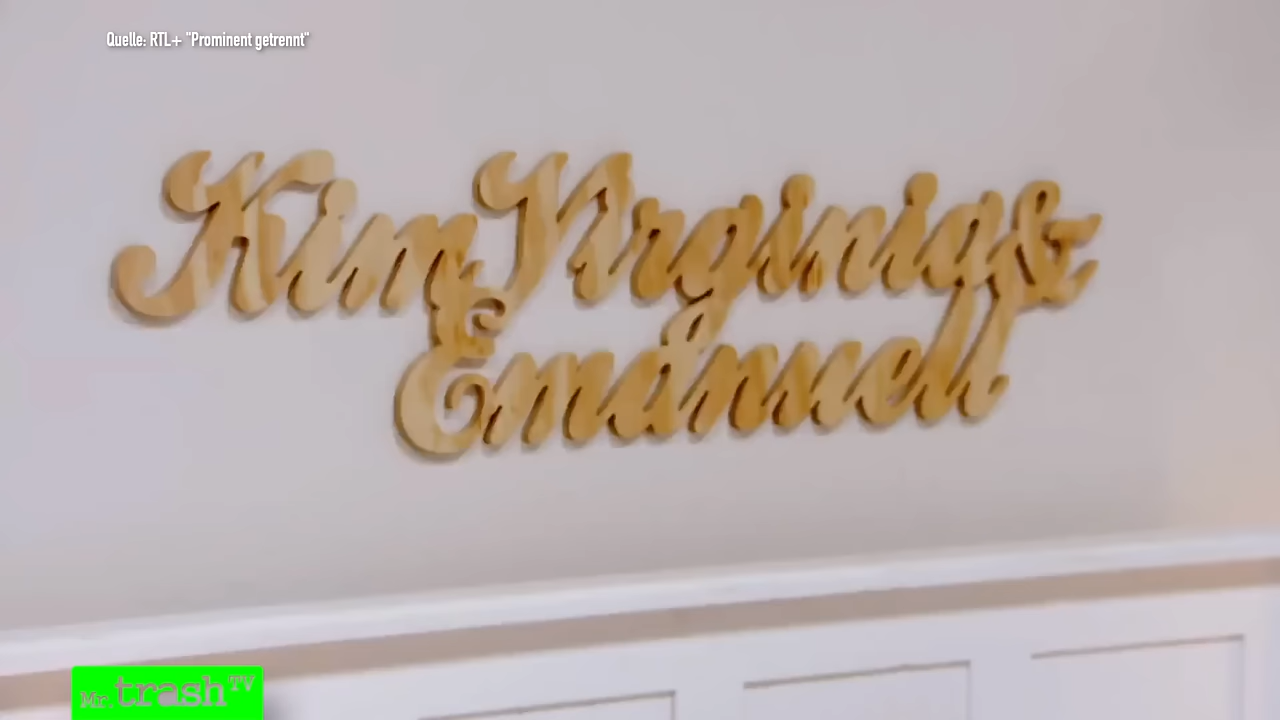 Quelle: RTL+ "Prominent getrennt"
Kim Virginia &
Emanuell
Mr. trash TV